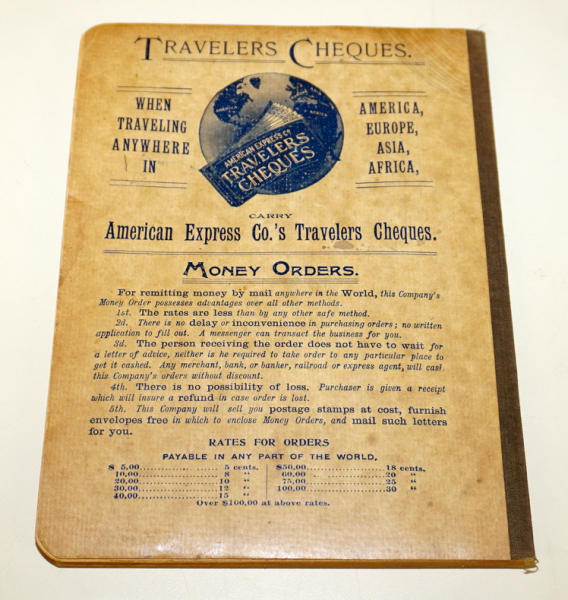 TRAVELERS CHEQUES.
WHEN
TRAVELING
ANYWHERE
IN
AMERICAN EXPRESS CO.
TRAVELERS
CHEQUES
AMERICA,
EUROPE,
ASIA,
AFRICA,
CARRY
American Express Co.'s Travelers Cheques.
MONEY ORDERS.
For remitting money by mail anywhere in the World, this Company's
Money Order possesses advantages over all other methods.
1st. The rates are less than by any other safe method.
2d. There is no delay or inconvenience in purchasing orders; no written
application to fill out. A messenger can transact the business for you.
3d. The person receiving the order does not have to wait for
a letter of advice, neither is he required to take order to any particular place to
get it cashed. Any merchant, bank, or banker, railroad or express agent, will cash
this Company's orders without discount.
4th. There is no possibility of loss. Purchaser is given a receipt
which will insure a refund in case order is lost.
5th. This Company will sell you postage stamps at cost, furnish
envelopes free in which to enclose Money Orders, and mail such letters
for you.
RATES FOR ORDERS
PAYABLE IN ANY PART OF THE WORLD,
$ 5,00 5 cents.
10,00 8 "
20,00 10 "
30,00 12 "
40,00 15 "
$50,00 18 cents.
60,00 20 "
75,00 25 "
100,00 30 "
Over $100,00 at above rates.